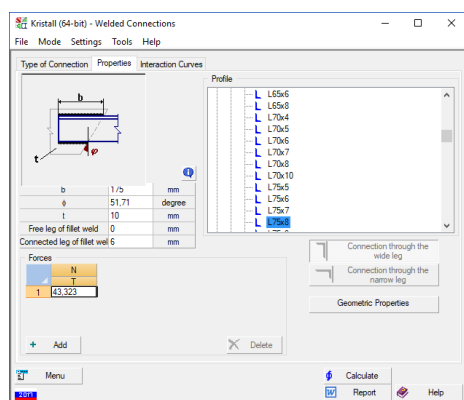 Kristall (64-bit) - Welded Connections
File Mode Settings Tools Help
Type of Connection Properties Interaction Curves
Profile
b
t
φ
L65x6
L65x8
L70x4
L70x5
L70x6
L70x7
L70x8
L70x10
L75x5
L75x6
L75x7
L75x8
b 175 mm
ϕ 51,71 degree
t 10 mm
Free leg of fillet weld 0 mm
Connected leg of fillet wel 6 mm
Connection through the
wide leg
Connection through the
narrow leg
Geometric Properties
Forces
N
T
1 43,323
Add
Delete
Menu
Calculate
Report
Help